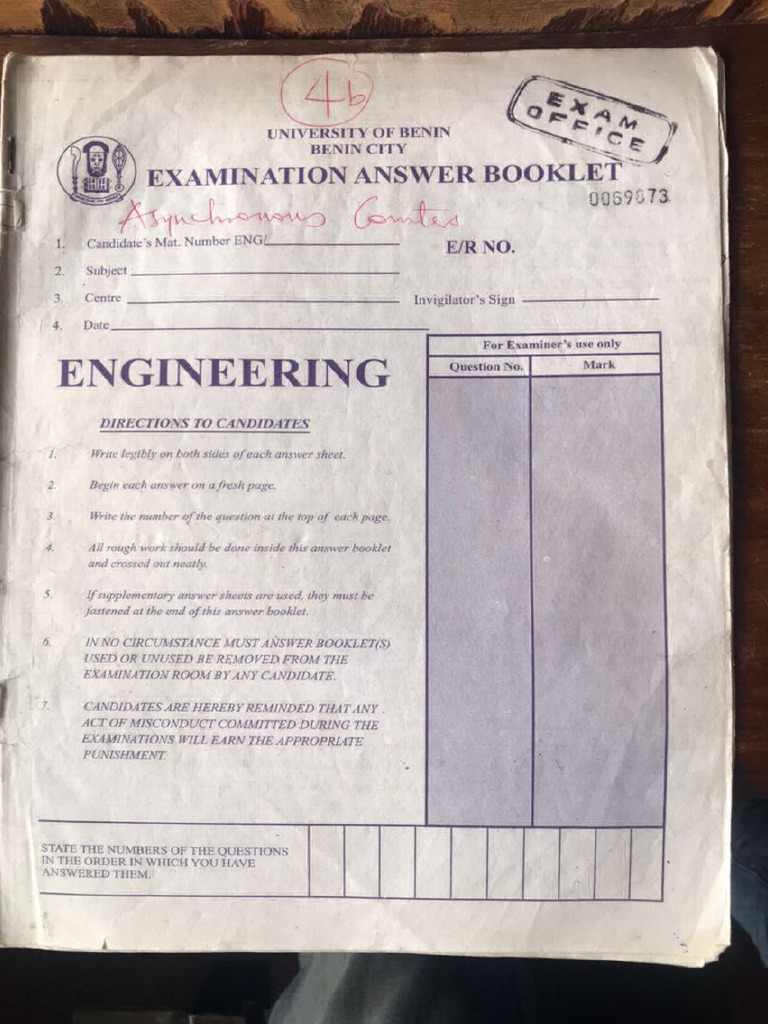 4b
EXAM
OFFICE
UNIVERSITY OF BENIN
BENIN CITY
EXAMINATION ANSWER BOOKLET
0069673
Asynchronous Counters
1. Candidate's Mat. Number ENG/
E/R NO.
2. Subject
3. Centre
Invigilator's Sign
4. Date
For Examiner's use only
Question No. Mark
ENGINEERING
DIRECTIONS TO CANDIDATES
1. Write legibly on both sides of each answer sheet.
2. Begin each answer on a fresh page.
3. Write the number of the question at the top of each page.
4. All rough work should be done inside this answer booklet
and crossed out neatly.
5. If supplementary answer sheets are used, they must be
fastened at the end of this answer booklet.
6. IN NO CIRCUMSTANCE MUST ANSWER BOOKLET(S)
USED OR UNUSED BE REMOVED FROM THE
EXAMINATION ROOM BY ANY CANDIDATE.
7. CANDIDATES ARE HEREBY REMINDED THAT ANY
ACT OF MISCONDUCT COMMITTED DURING THE
EXAMINATIONS WILL EARN THE APPROPRIATE
PUNISHMENT
STATE THE NUMBERS OF THE QUESTIONS
IN THE ORDER IN WHICH YOU HAVE
ANSWERED THEM.